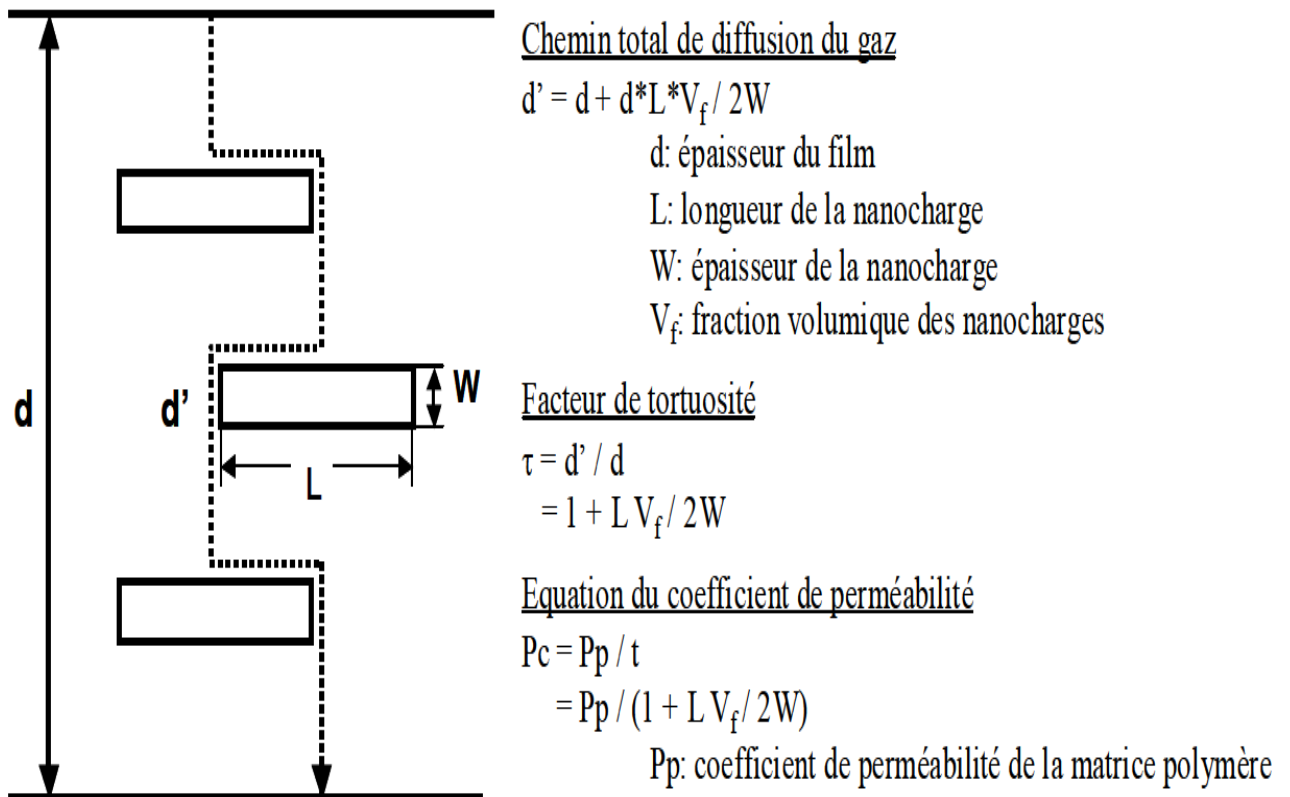 d
d’
W
L
Chemin total de diffusion du gaz
d’ = d + d*L*Vf / 2W
d: épaisseur du film
L: longueur de la nanocharge
W: épaisseur de la nanocharge
Vf: fraction volumique des nanocharges
Facteur de tortuosité
τ = d’ / d
= 1 + L Vf / 2W
Equation du coefficient de perméabilité
Pc = Pp / t
= Pp / (1 + L Vf / 2W)
Pp: coefficient de perméabilité de la matrice polymère